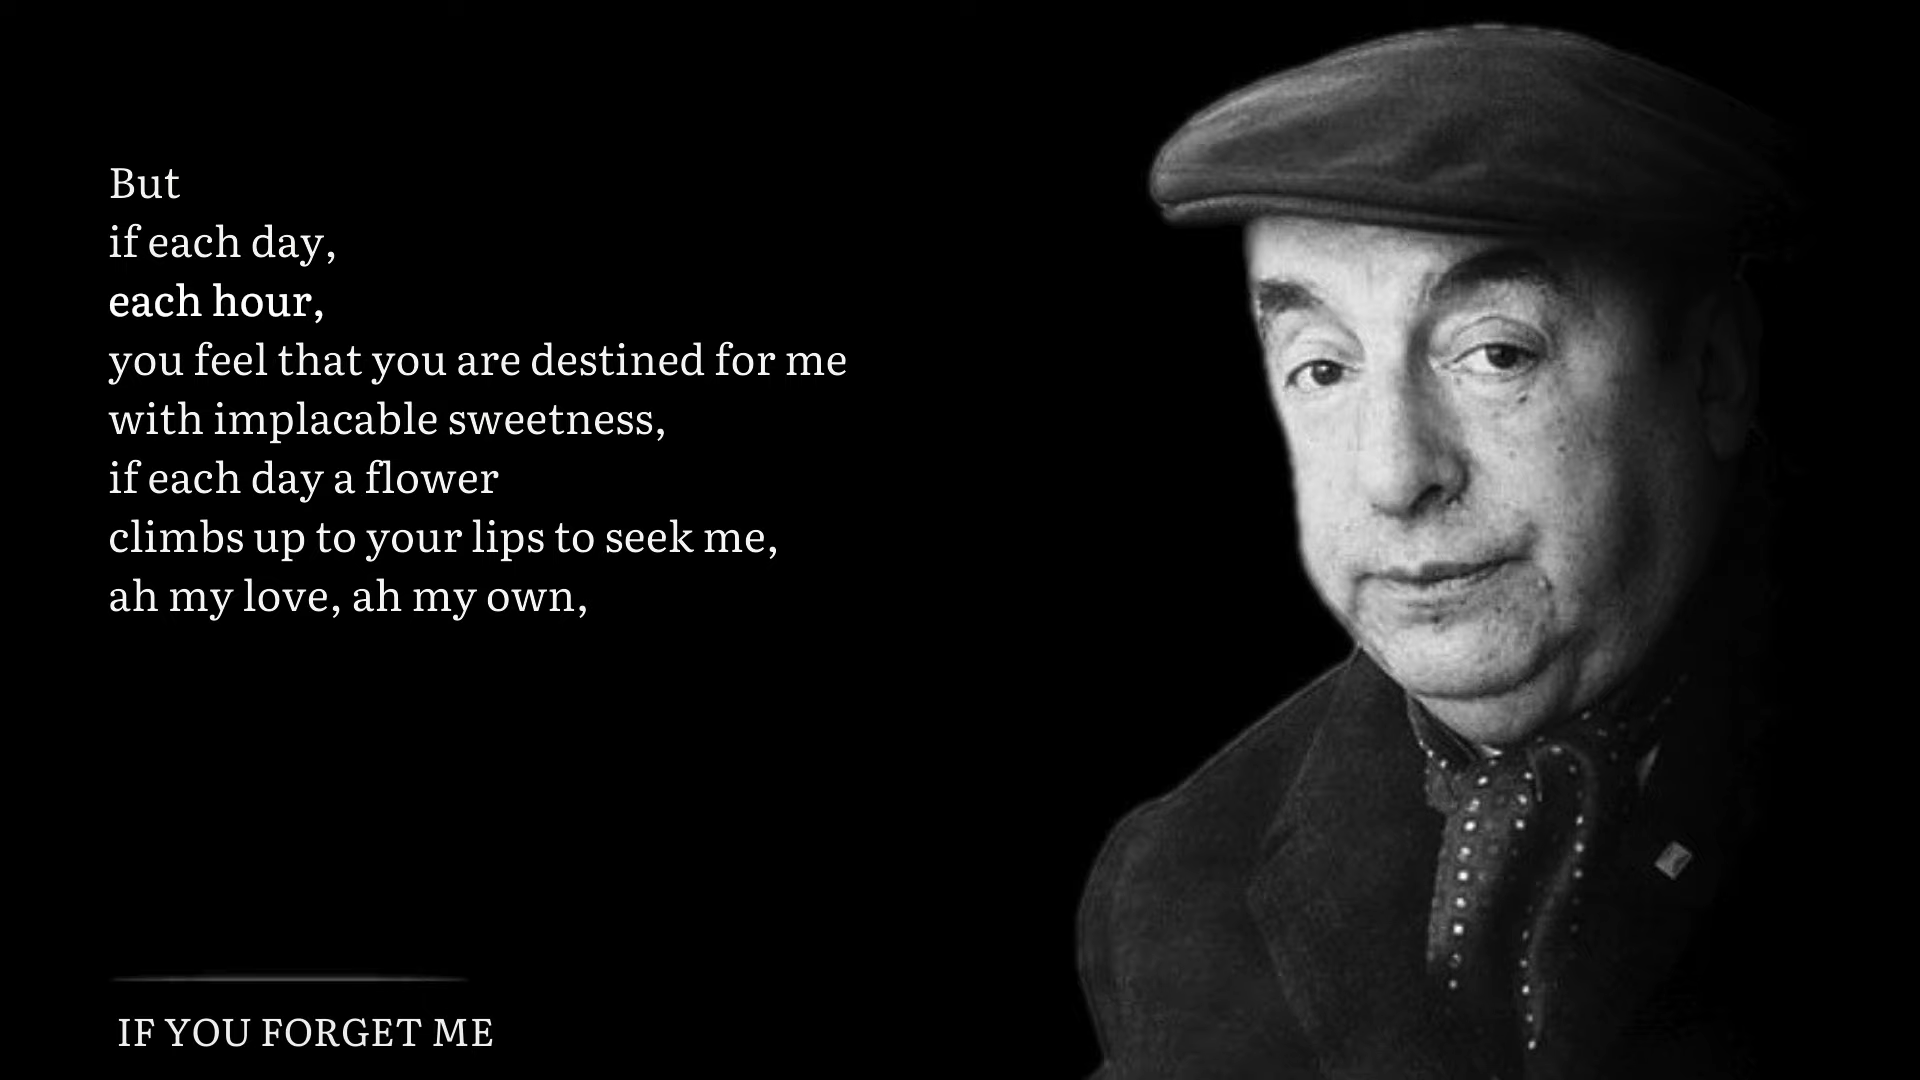 But
if each day,
each hour,
you feel that you are destined for me
with implacable sweetness,
if each day a flower
climbs up to your lips to seek me,
ah my love, ah my own,
IF YOU FORGET ME